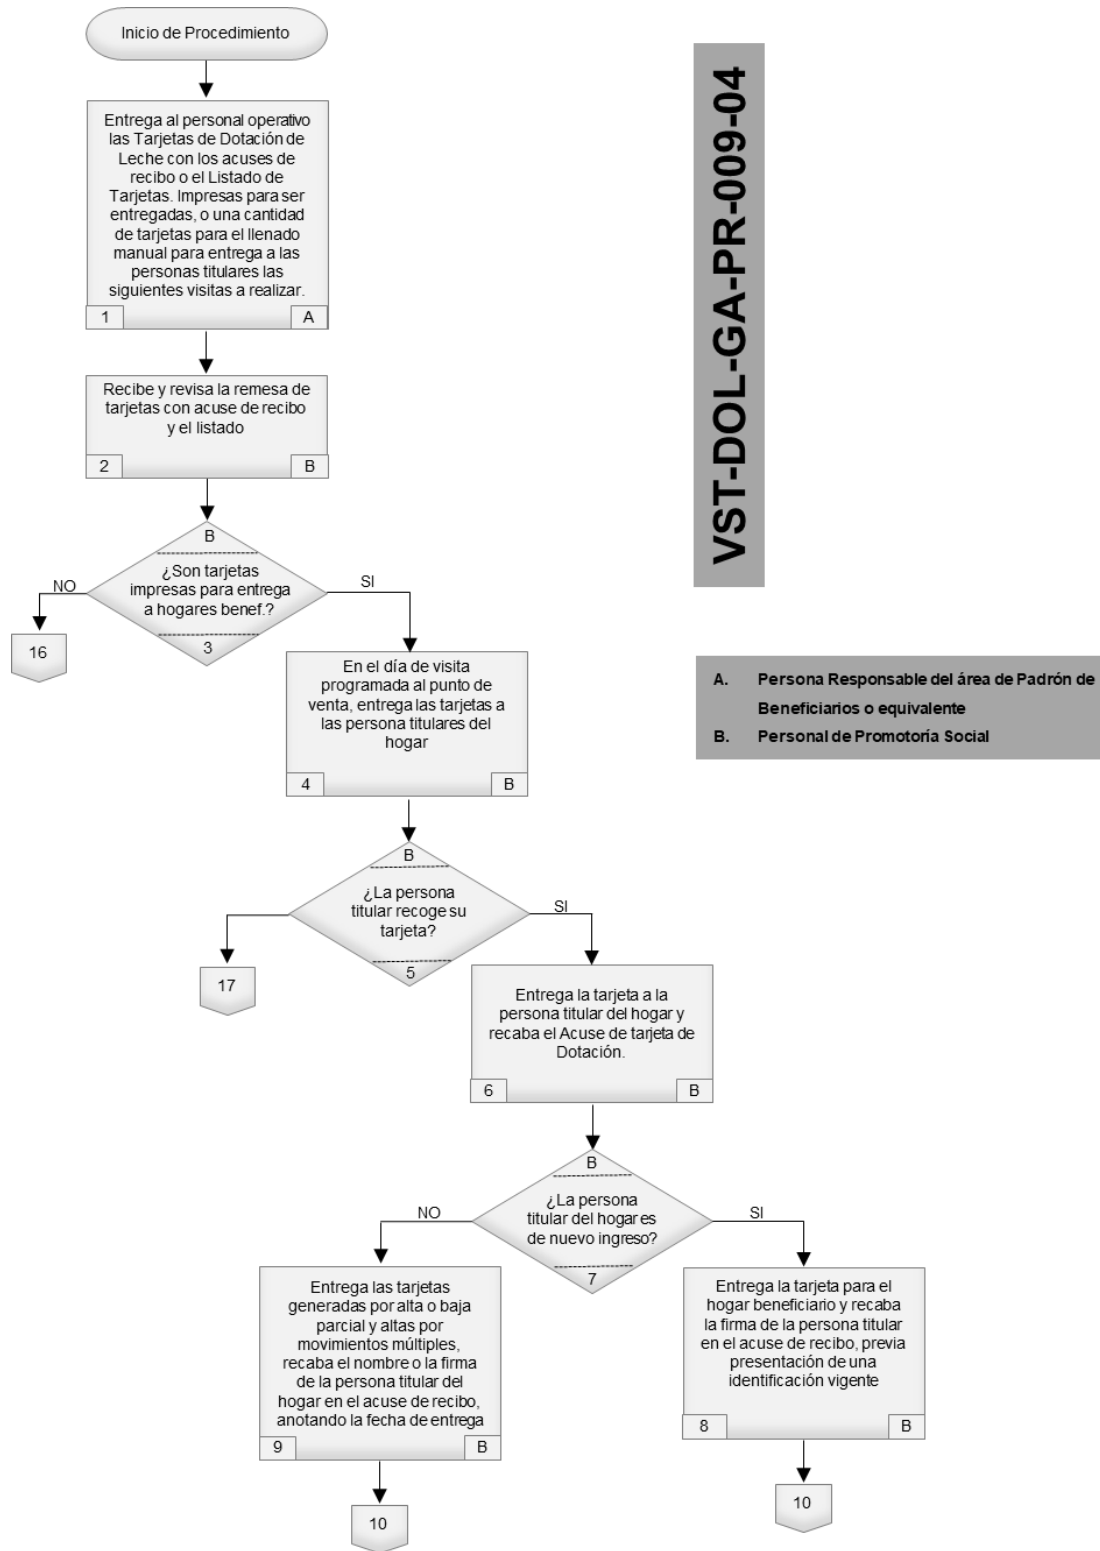 Inicio de Procedimiento
Entrega al personal operativo
las Tarjetas de Dotación de
Leche con los acuses de
recibo o el Listado de
Tarjetas. Impresas para ser
entregadas, o una cantidad
de tarjetas para el llenado
manual para entrega a las
personas titulares las
siguientes visitas a realizar.
1
A
Recibe y revisa la remesa de
tarjetas con acuse de recibo
y el listado
2
B
B
¿Son tarjetas
impresas para entrega
a hogares benef.?
3
NO
SI
16
En el día de visita
programada al punto de
venta, entrega las tarjetas a
las persona titulares del
hogar
4
B
B
¿La persona
titular recoge su
tarjeta?
5
SI
17
Entrega la tarjeta a la
persona titular del hogar y
recaba el Acuse de tarjeta de
Dotación.
6
B
B
¿La persona
titular del hogar es
de nuevo ingreso?
7
NO
SI
Entrega las tarjetas
generadas por alta o baja
parcial y altas por
movimientos múltiples,
recaba el nombre o la firma
de la persona titular del
hogar en el acuse de recibo,
anotando la fecha de entrega
9
B
10
Entrega la tarjeta para el
hogar beneficiario y recaba
la firma de la persona titular
en el acuse de recibo, previa
presentación de una
identificación vigente
8
B
10
VST-DOL-GA-PR-009-04
A. Persona Responsable del área de Padrón de
Beneficiarios o equivalente
B. Personal de Promotoría Social